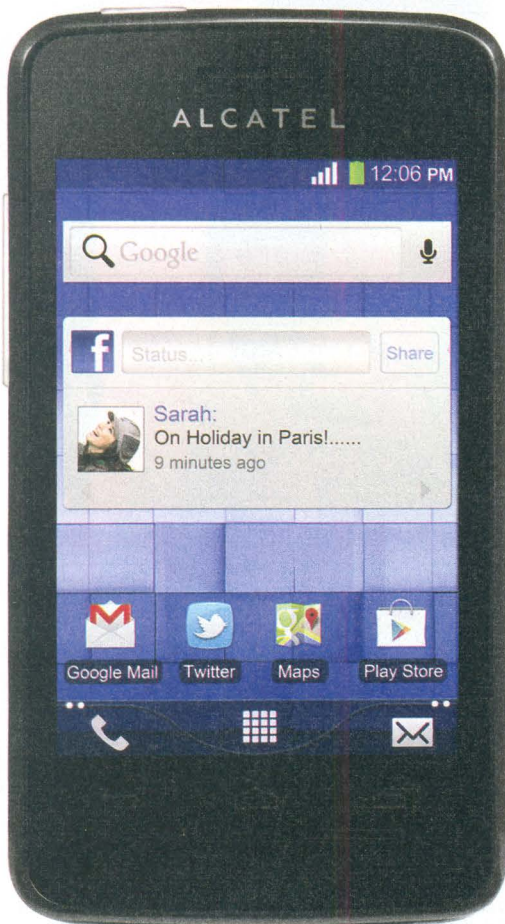 ALCATEL
12:06 PM
Google
f
Status...
Share
Sarah:
On Holiday in Paris!......
9 minutes ago
Google Mail
Twitter
Maps
Play Store